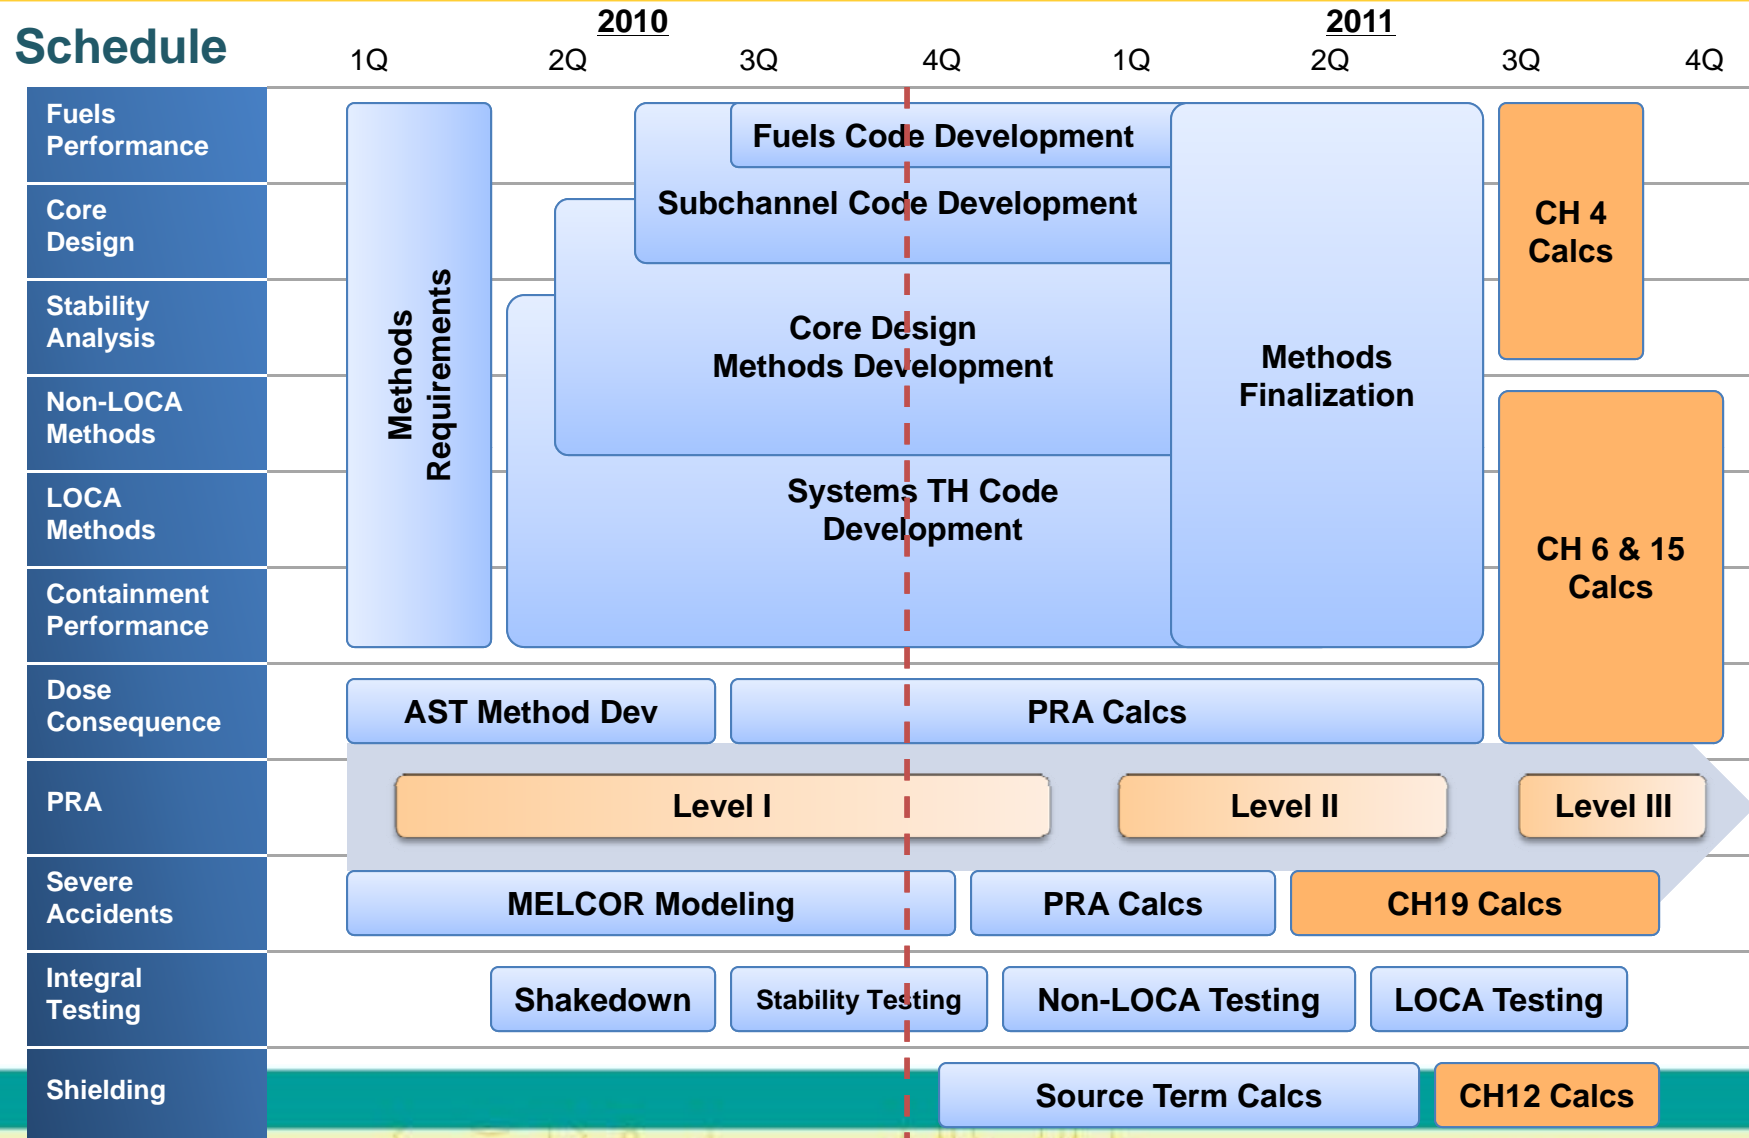 Schedule
2010
2011
1Q 2Q 3Q 4Q 1Q 2Q 3Q 4Q
Fuels
Performance
Core
Design
Stability
Analysis
Non-LOCA
Methods
LOCA
Methods
Containment
Performance
Dose
Consequence
PRA
Severe
Accidents
Integral
Testing
Shielding
Methods
Requirements
Fuels Code Development
Subchannel Code Development
Core Design
Methods Development
Systems TH Code
Development
Methods
Finalization
CH 4
Calcs
CH 6 & 15
Calcs
AST Method Dev
PRA Calcs
Level I
Level II
Level III
MELCOR Modeling
PRA Calcs
CH19 Calcs
Shakedown
Stability Testing
Non-LOCA Testing
LOCA Testing
Source Term Calcs
CH12 Calcs